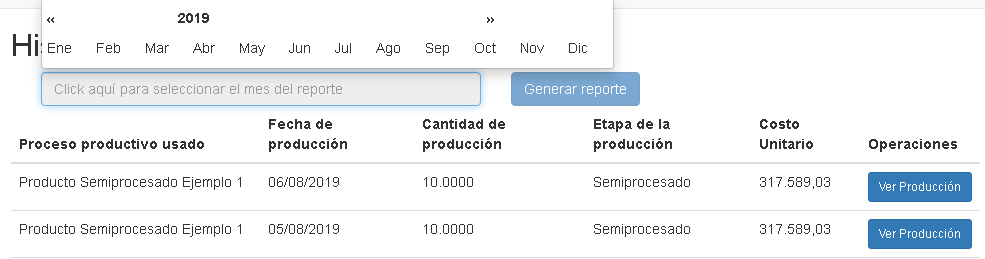 « 2019 »
His
Ene Feb Mar Abr May Jun Jul Ago Sep Oct Nov Dic
Click aquí para seleccionar el mes del reporte Generar reporte
Proceso productivo usado Fecha de producción Cantidad de producción Etapa de la producción Costo Unitario Operaciones
Producto Semiprocesado Ejemplo 1 06/08/2019 10.0000 Semiprocesado 317.589,03 Ver Producción
Producto Semiprocesado Ejemplo 1 05/08/2019 10.0000 Semiprocesado 317.589,03 Ver Producción